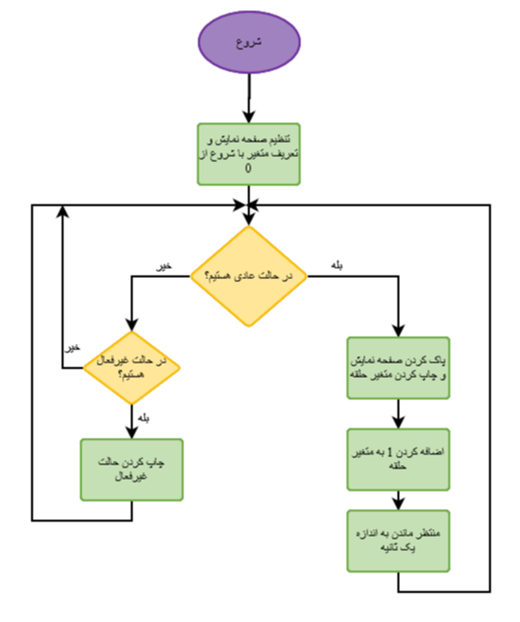 شروع
تنظیم صفحه نمایش و
تعریف متغیر با شروع از
0
در حالت عادی هستیم؟
خیر
بله
در حالت غیرفعال
هستیم؟
خیر
بله
چاپ کردن حالت
غیرفعال
پاک کردن صفحه نمایش
و چاپ کردن متغیر حلقه
اضافه کردن 1 به متغیر
حلقه
منتظر ماندن به اندازه
یک ثانیه